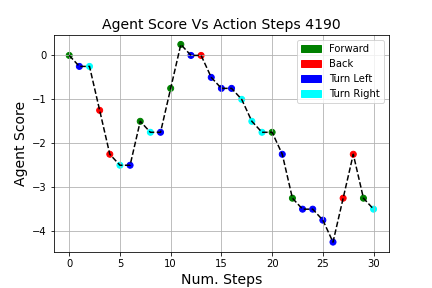 Agent Score Vs Action Steps 4190
Agent Score
0
−1
−2
−3
−4
Forward
Back
Turn Left
Turn Right
0 5 10 15 20 25 30
Num. Steps